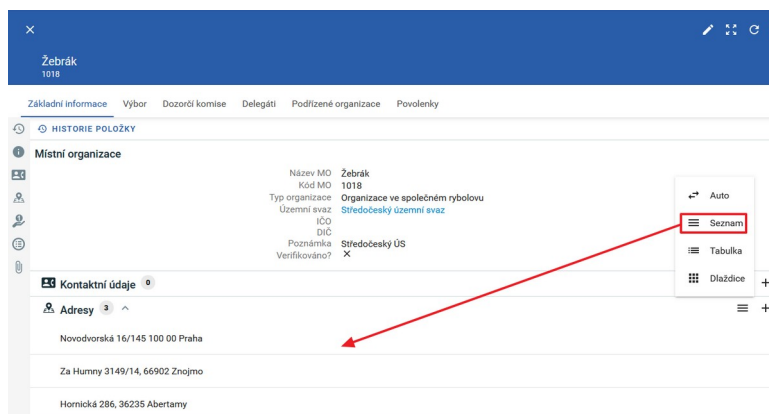 Žebrák
1018
Základní informace Výbor Dozorčí komise Delegáti Podřízené organizace Povolenky
HISTORIE POLOŽKY
Místní organizace
Název MO Žebrák
Kód MO 1018
Typ organizace Organizace ve společném rybolovu
Územní svaz Středočeský územní svaz
IČO
DIČ
Poznámka Středočeský ÚS
Verifikováno?
Auto
Seznam
Tabulka
Dlaždice
Kontaktní údaje 0
Adresy 3
Novodvorská 16/145 100 00 Praha
Za Humny 3149/14, 66902 Znojmo
Hornická 286, 36235 Abertamy